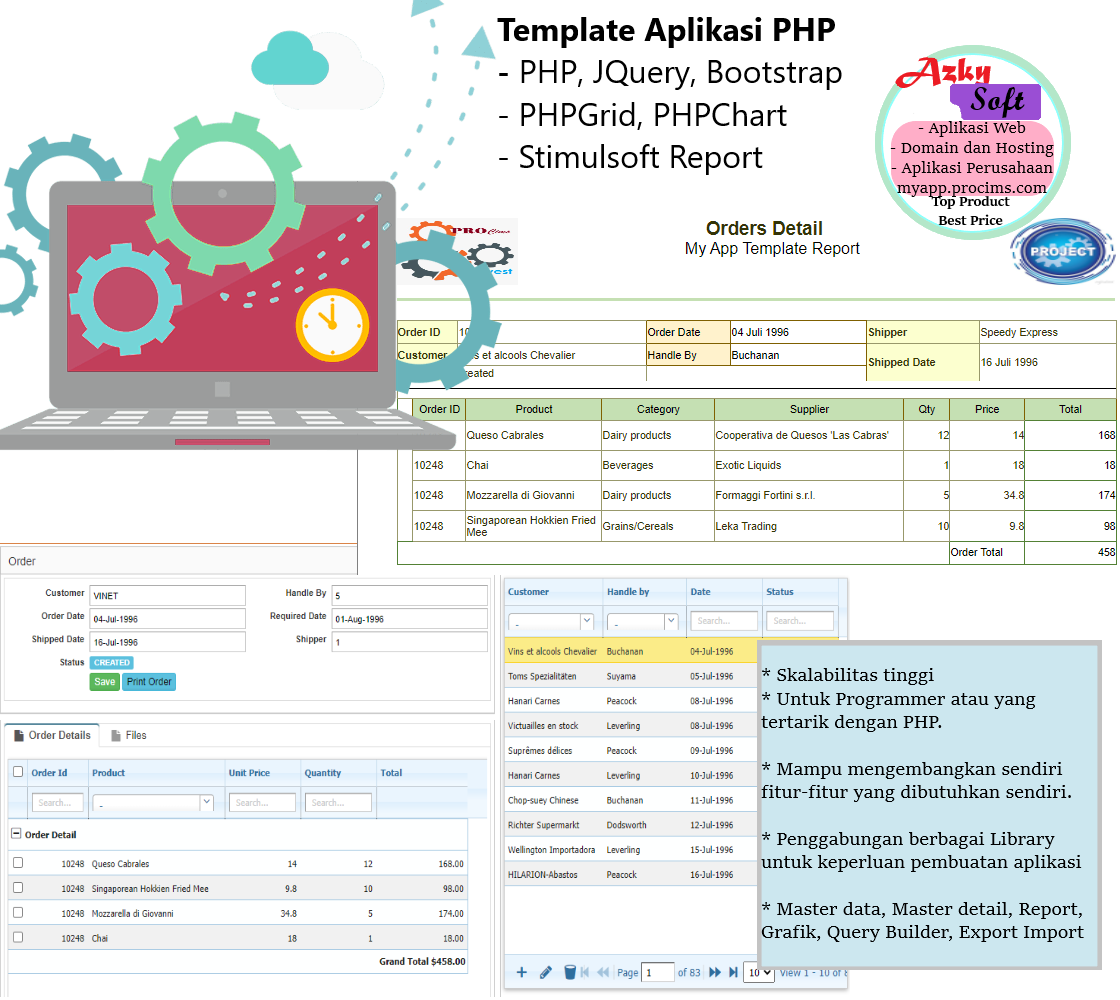 Template Aplikasi PHP
- PHP, JQuery, Bootstrap
- PHPGrid, PHPChart
- Stimulsoft Report
Azky
Soft
- Aplikasi Web
- Domain dan Hosting
- Aplikasi Perusahaan
myapp.procims.com
Top Product
Best Price
PROJECT
PRO
Orders Detail
My App Template Report
Order ID Order Date 04 Juli 1996 Shipper Speedy Express
Customer et alcools Chevalier Handle By Buchanan Shipped Date 16 Juli 1996
Order ID Product Category Supplier Qty Price Total
Queso Cabrales Dairy products Cooperativa de Quesos 'Las Cabras' 12 14 168
10248 Chai Beverages Exotic Liquids 1 18 18
10248 Mozzarella di Giovanni Dairy products Formaggi Fortini s.r.l. 5 34.8 174
10248 Singaporean Hokkien Fried Mee Grains/Cereals Leka Trading 10 9.8 98
Order Total 458
Order
Customer VINET Handle By 5
Order Date 04-Jul-1996 Required Date 01-Aug-1996
Shipped Date 16-Jul-1996 Shipper 1
Status CREATED
Save Print Order
Order Details Files
Order Id Product Unit Price Quantity Total
Search... - Search... Search...
Order Detail
10248 Queso Cabrales 14 12 168.00
10248 Singaporean Hokkien Fried Mee 9.8 10 98.00
10248 Mozzarella di Giovanni 34.8 5 174.00
10248 Chai 18 1 18.00
Grand Total $458.00
Customer Handle by Date Status
- - Search... Search...
Vins et alcools Chevalier Buchanan 04-Jul-1996
Toms Spezialitäten Suyama 05-Jul-1996
Hanari Carnes Peacock 08-Jul-1996
Victuailles en stock Leverling 08-Jul-1996
Suprêmes délices Peacock 09-Jul-1996
Hanari Carnes Leverling 10-Jul-1996
Chop-suey Chinese Buchanan 11-Jul-1996
Richter Supermarkt Dodsworth 12-Jul-1996
Wellington Importadora Leverling 15-Jul-1996
HILARION-Abastos Peacock 16-Jul-1996
Page 1 of 83 10 View 1 - 10 of 8
* Skalabilitas tinggi
* Untuk Programmer atau yang
tertarik dengan PHP.
* Mampu mengembangkan sendiri
fitur-fitur yang dibutuhkan sendiri.
* Penggabungan berbagai Library
untuk keperluan pembuatan aplikasi
* Master data, Master detail, Report,
Grafik, Query Builder, Export Import